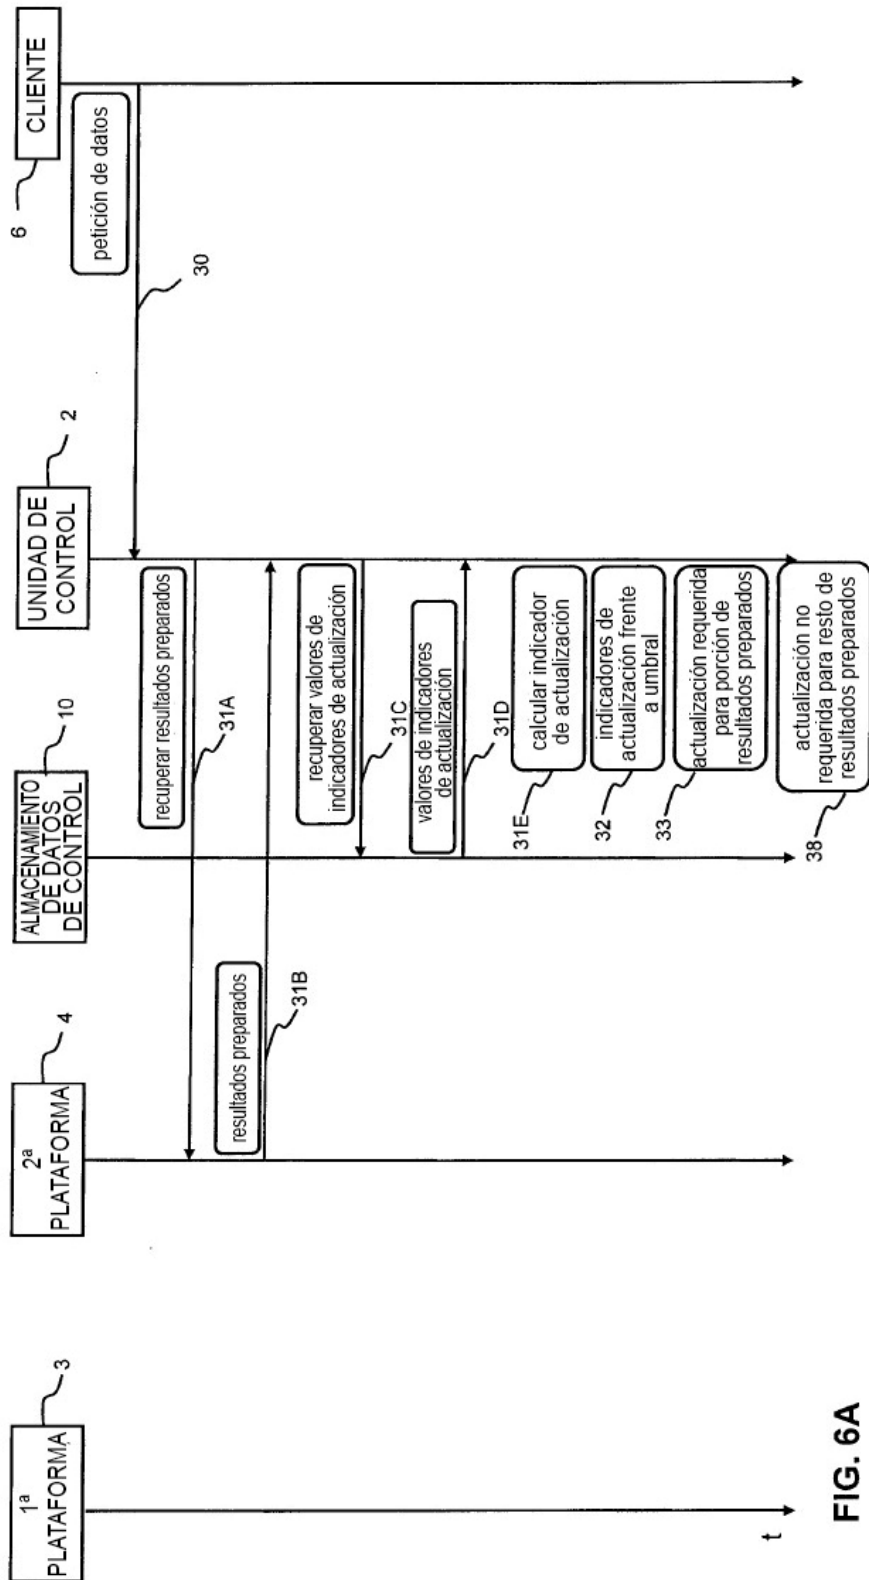 1ª
PLATAFORMA
3
2ª
PLATAFORMA
4
ALMACENAMIENTO
DE DATOS
DE CONTROL
10
UNIDAD DE
CONTROL
2
CLIENTE
6
petición de datos
30
recuperar resultados preparados
31A
resultados preparados
31B
recuperar valores de
indicadores de actualización
31C
valores de indicadores
de actualización
31D
calcular indicador
de actualización
31E
indicadores de
actualización frente
a umbral
32
actualización requerida
para porción de
resultados preparados
33
actualización no
requerida para resto de
resultados preparados
38
t
FIG. 6A